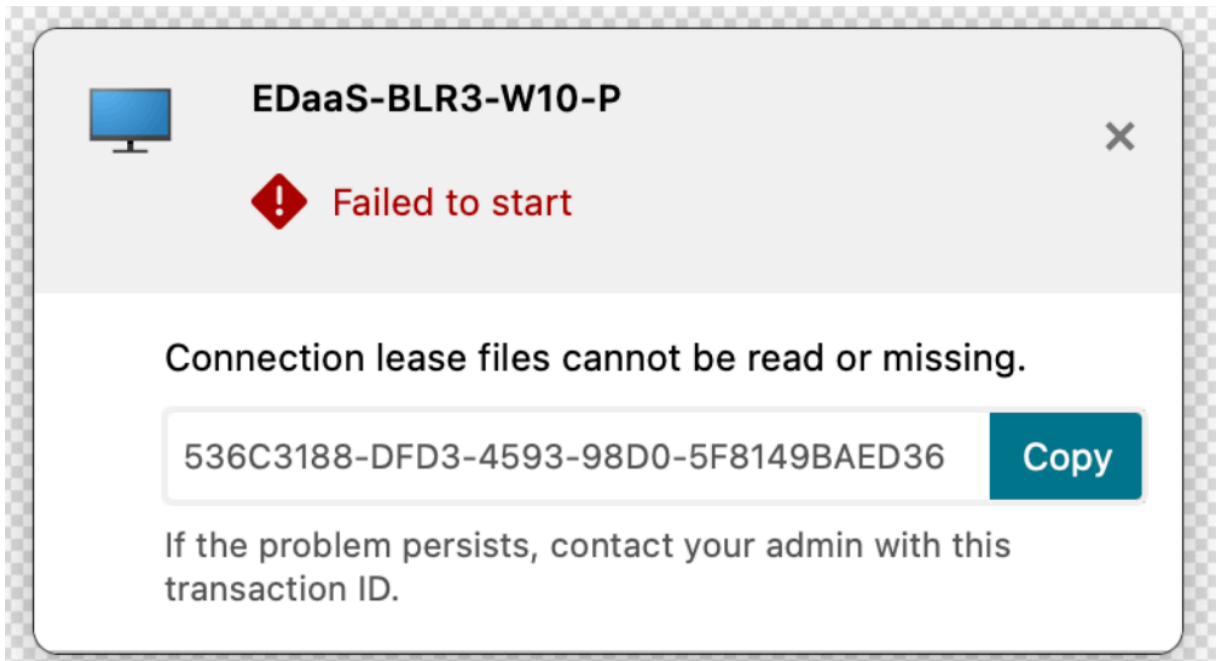 EDaaS-BLR3-W10-P
Failed to start
Connection lease files cannot be read or missing.
536C3188-DFD3-4593-98D0-5F8149BAED36 Copy
If the problem persists, contact your admin with this
transaction ID.